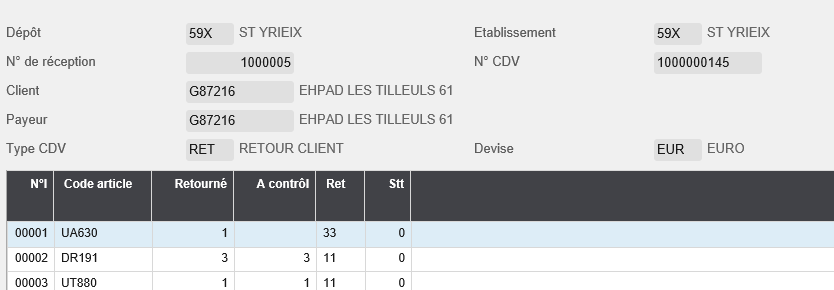 Dépôt 59X ST YRIEIX Etablissement 59X ST YRIEIX
N° de réception 1000005 N° CDV 1000000145
Client G87216 EHPAD LES TILLEULS 61
Payeur G87216 EHPAD LES TILLEULS 61
Type CDV RET RETOUR CLIENT Devise EUR EURO
N°l Code article Retourné A contrôl Ret Stt
00001 UA630 1 33 0
00002 DR191 3 3 11 0
00003 UT880 1 1 11 0